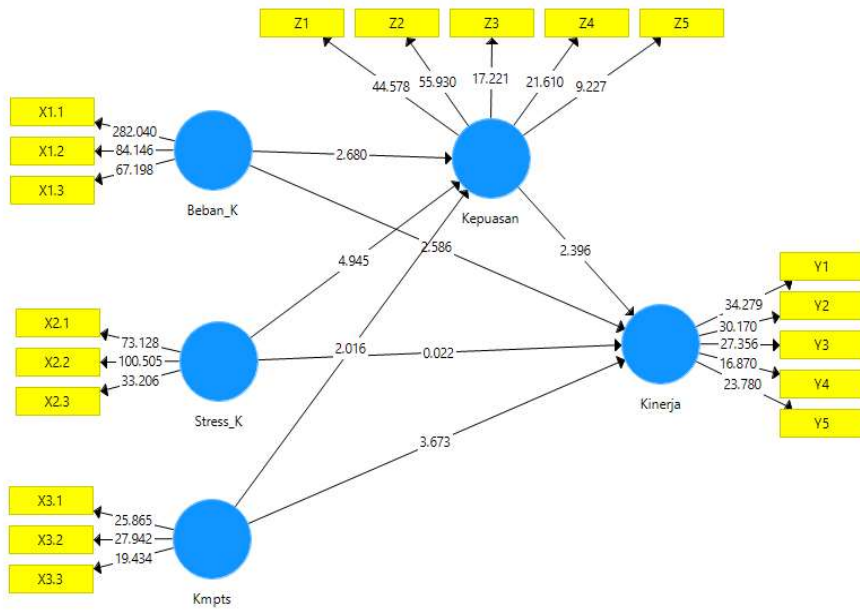 Z1
Z2
Z3
Z4
Z5
44.578
55.930
17.221
21.610
9.227
X1.1
X1.2
X1.3
282.040
84.146
67.198
Beban_K
2.680
Kepuasan
2.586
4.945
2.396
X2.1
X2.2
X2.3
73.128
100.505
33.206
Stress_K
2.016
0.022
Kinerja
34.279
30.170
27.356
16.870
23.780
Y1
Y2
Y3
Y4
Y5
3.673
X3.1
X3.2
X3.3
25.865
27.942
19.434
Kmpts